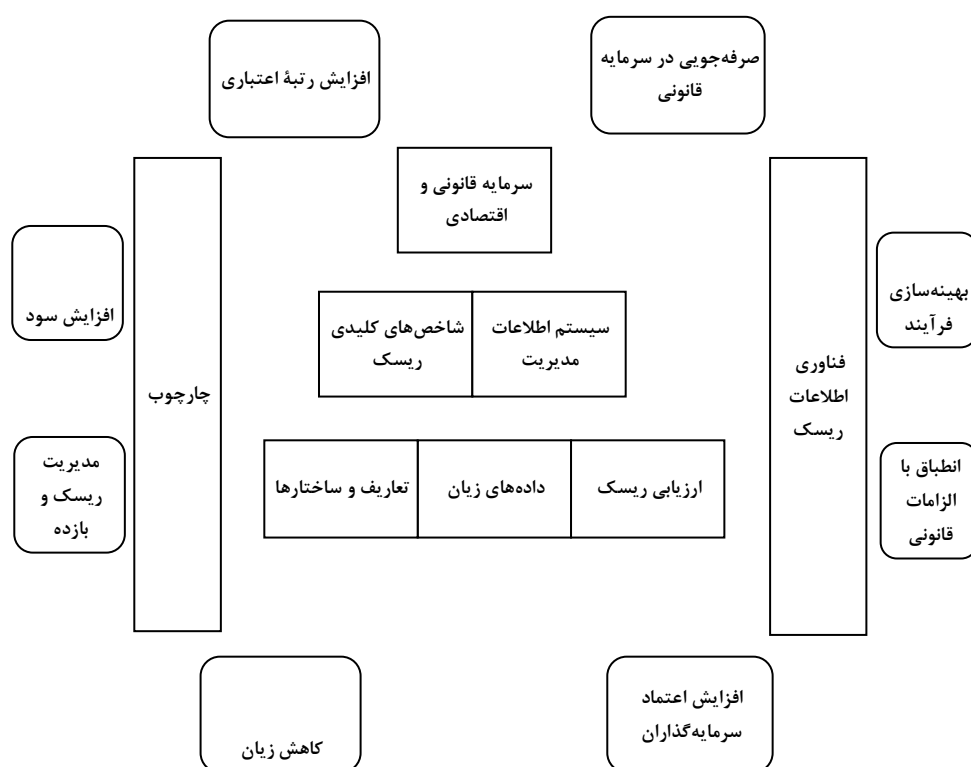 صرفه‌جویی در سرمایه
قانونی
افزایش رتبۀ اعتباری
سرمایه قانونی و
اقتصادی
بهینه‌سازی
فرآیند
افزایش سود
سیستم اطلاعات
مدیریت
شاخص‌های کلیدی
ریسک
فناوری
اطلاعات
ریسک
چارچوب
انطباق با
الزامات
قانونی
مدیریت
ریسک و
بازده
ارزیابی ریسک
داده‌های زیان
تعاریف و ساختارها
افزایش اعتماد
سرمایه‌گذاران
کاهش زیان